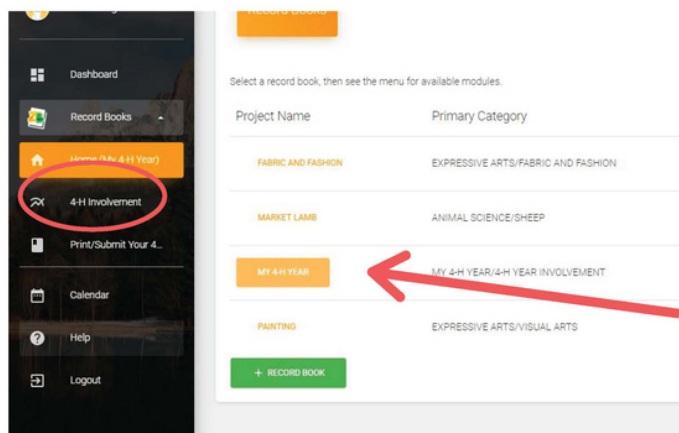 RECORD BOOKS
Dashboard
Record Books
Home (My 4-H Year)
4-H Involvement
Print/Submit Your 4...
Calendar
Help
Logout
Select a record book, then see the menu for available modules.
Project Name Primary Category
FABRIC AND FASHION EXPRESSIVE ARTS/FABRIC AND FASHION
MARKET LAMB ANIMAL SCIENCE/SHEEP
MY 4-H YEAR MY 4-H YEAR/4-H YEAR INVOLVEMENT
PAINTING EXPRESSIVE ARTS/VISUAL ARTS
+ RECORD BOOK